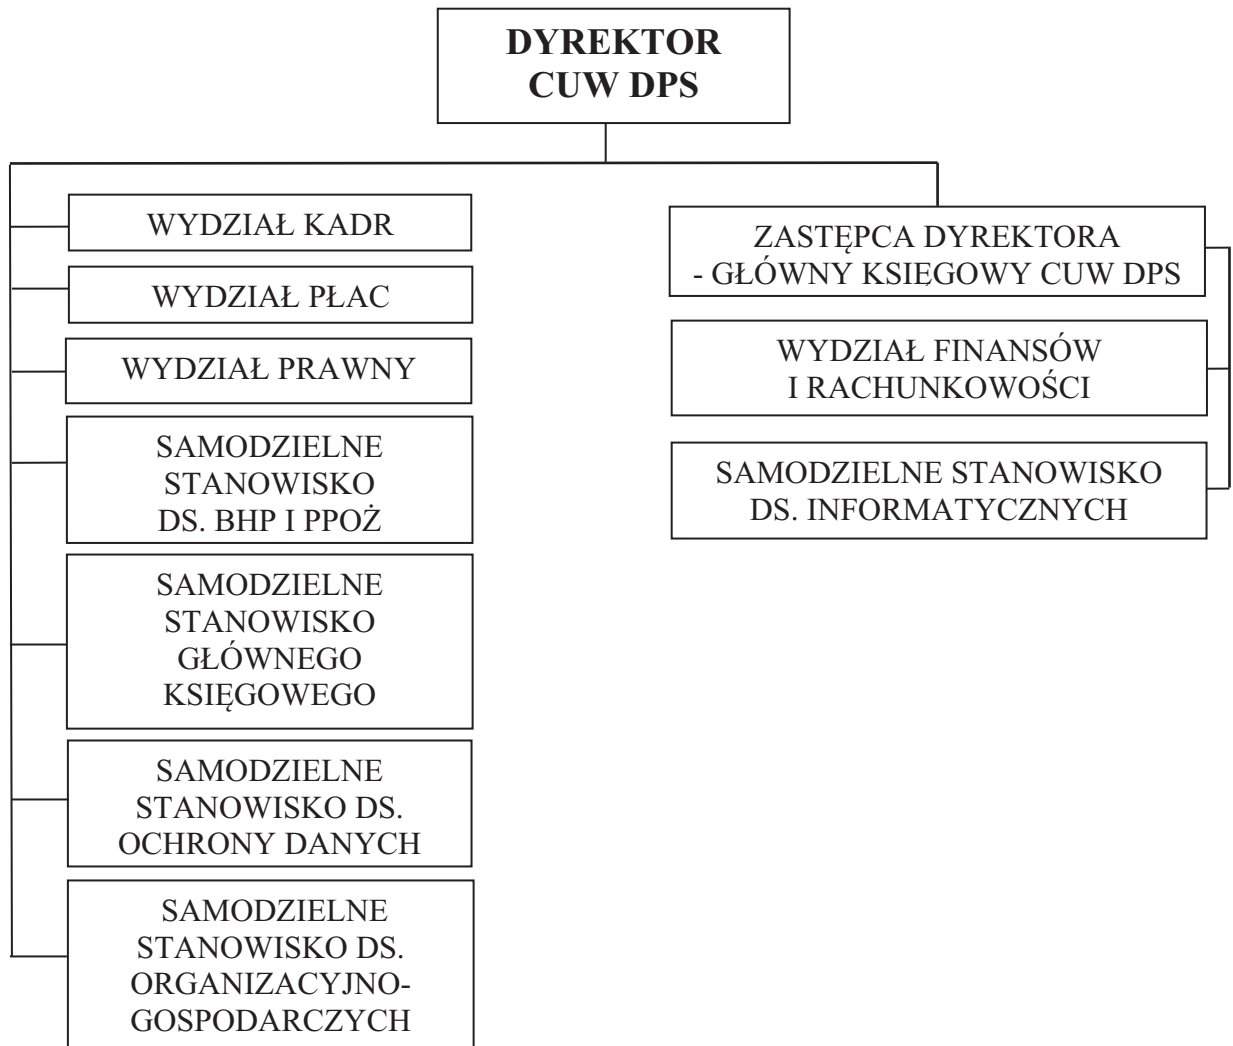 DYREKTOR
CUW DPS
WYDZIAŁ KADR
WYDZIAŁ PŁAC
WYDZIAŁ PRAWNY
SAMODZIELNE
STANOWISKO
DS. BHP I PPOŻ
SAMODZIELNE
STANOWISKO
GŁÓWNEGO
KSIĘGOWEGO
SAMODZIELNE
STANOWISKO DS.
OCHRONY DANYCH
SAMODZIELNE
STANOWISKO DS.
ORGANIZACYJNO-
GOSPODARCZYCH
ZASTĘPCA DYREKTORA
- GŁÓWNY KSIĘGOWY CUW DPS
WYDZIAŁ FINANSÓW
I RACHUNKOWOŚCI
SAMODZIELNE STANOWISKO
DS. INFORMATYCZNYCH